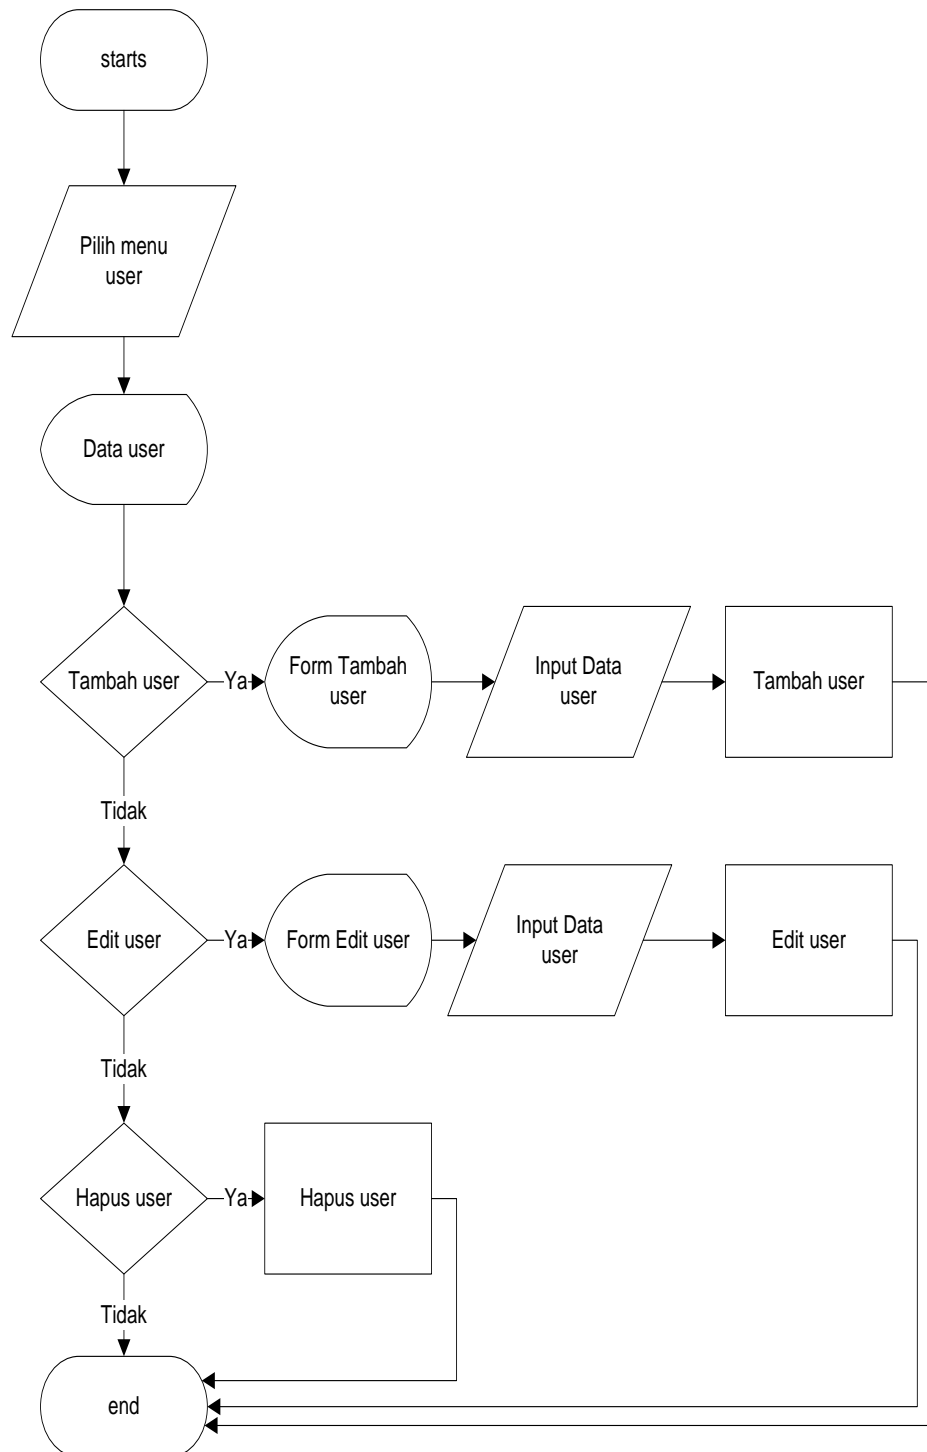 starts
Pilih menu
user
Data user
Tambah user
Ya
Form Tambah
user
Input Data
user
Tambah user
Tidak
Edit user
Ya
Form Edit user
Input Data
user
Edit user
Tidak
Hapus user
Ya
Hapus user
Tidak
end